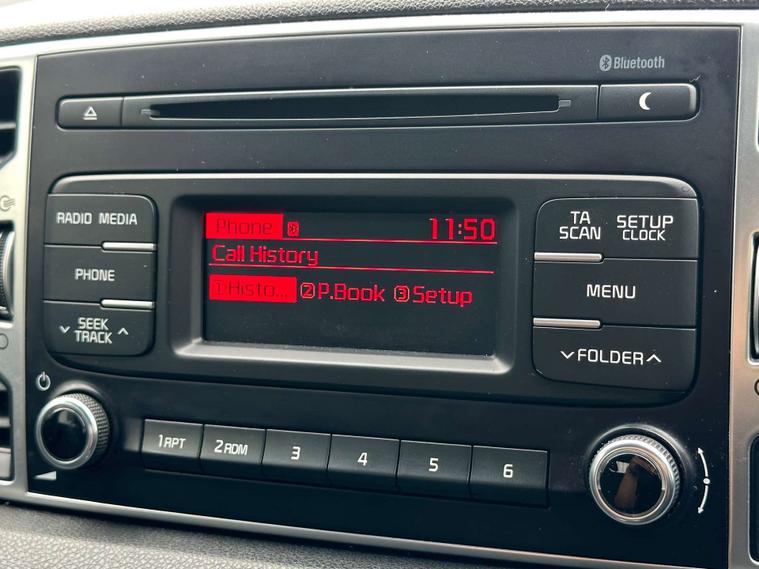 Bluetooth
RADIO MEDIA
PHONE
SEEK
TRACK
Phone 11:50
Call History
1 Histo... 2 P.Book 3 Setup
TA
SCAN
SETUP
CLOCK
MENU
FOLDER
1 RPT
2 RDM
3
4
5
6